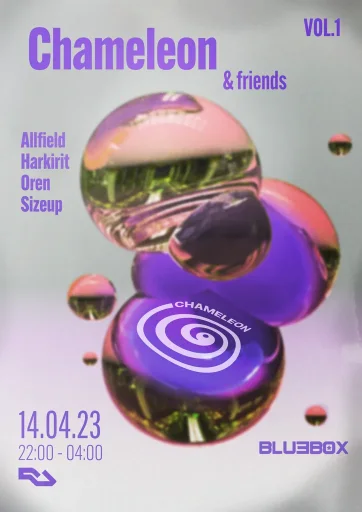 VOL.1
Chameleon
& friends
Allfield
Harkirit
Oren
Sizeup
CHAMELEON
14.04.23
22:00 - 04:00
BLUEBOX